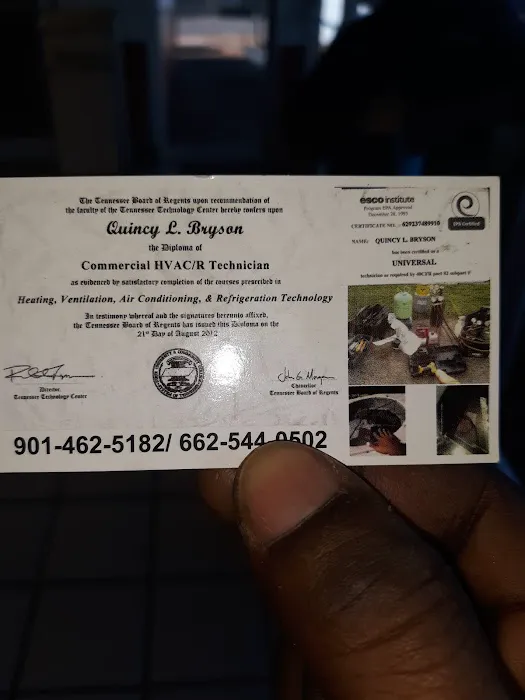 The Tennessee Board of Regents upon recommendation of
the faculty of the Tennessee Technology Center hereby confers upon
Quincy L. Bryson
the Diploma of
Commercial HVAC/R Technician
as evidenced by satisfactory completion of the courses prescribed in
Heating, Ventilation, Air Conditioning, & Refrigeration Technology
In testimony whereof and the signatures hereunto affixed,
the Tennessee Board of Regents has issued this Diploma on the
21st Day of August 2012
Director
Tennessee Technology Center
Chancellor
Tennessee Board of Regents
901-462-5182/ 662-544-0502
esco institute
Program EPA Approved
CERTIFICATE NO.
NAME: QUINCY L. BRYSON
has been certified as a
UNIVERSAL
technician as required by 40CFR part 82 subpart F
EPA Certified